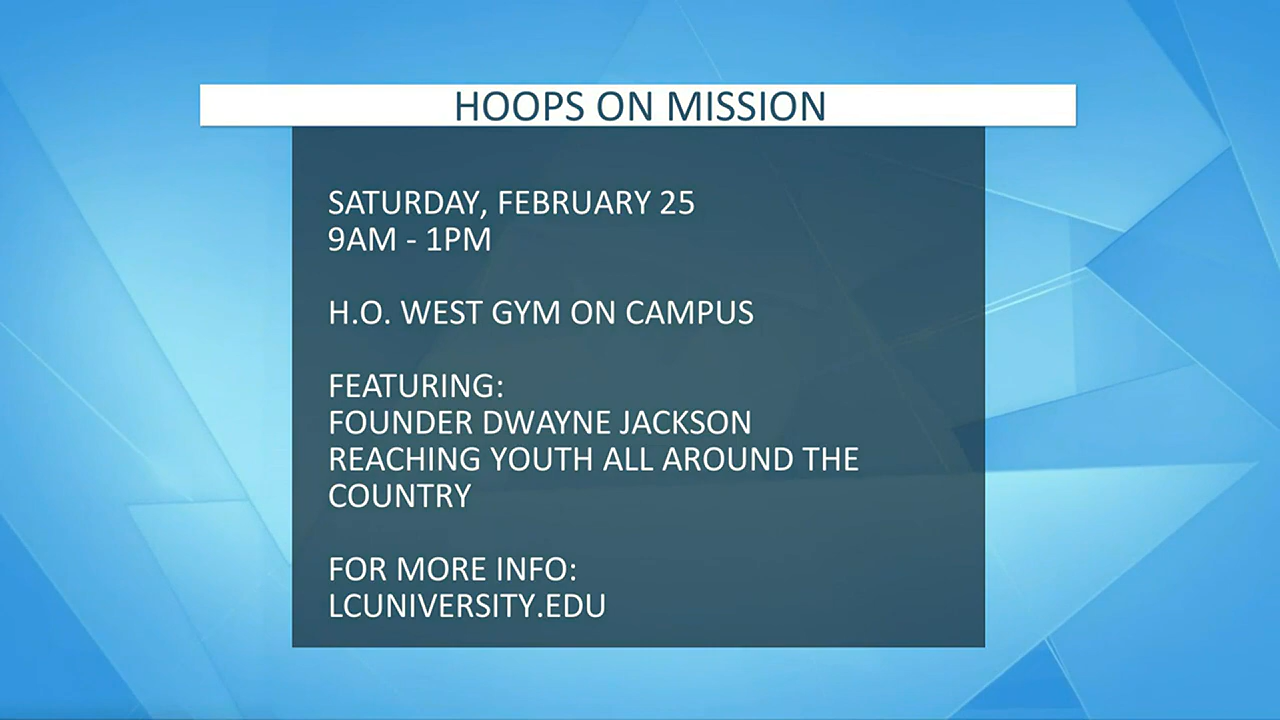 HOOPS ON MISSION
SATURDAY, FEBRUARY 25
9AM - 1PM
H.O. WEST GYM ON CAMPUS
FEATURING:
FOUNDER DWAYNE JACKSON
REACHING YOUTH ALL AROUND THE
COUNTRY
FOR MORE INFO:
LCUNIVERSITY.EDU